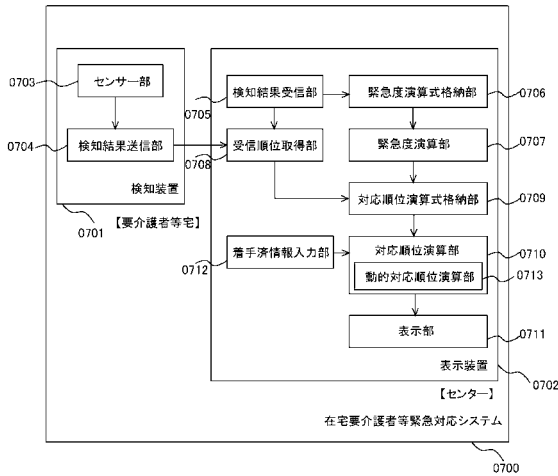 0703
センサー部
0704
検知結果送信部
検知装置
0701
【要介護者等宅】
0705
検知結果受信部
緊急度演算式格納部
0706
0708
受信順位取得部
緊急度演算部
0707
対応順位演算式格納部
0709
0712
着手済情報入力部
対応順位演算部
0710
動的対応順位演算部
0713
表示部
0711
表示装置
0702
【センター】
在宅要介護者等緊急対応システム
0700